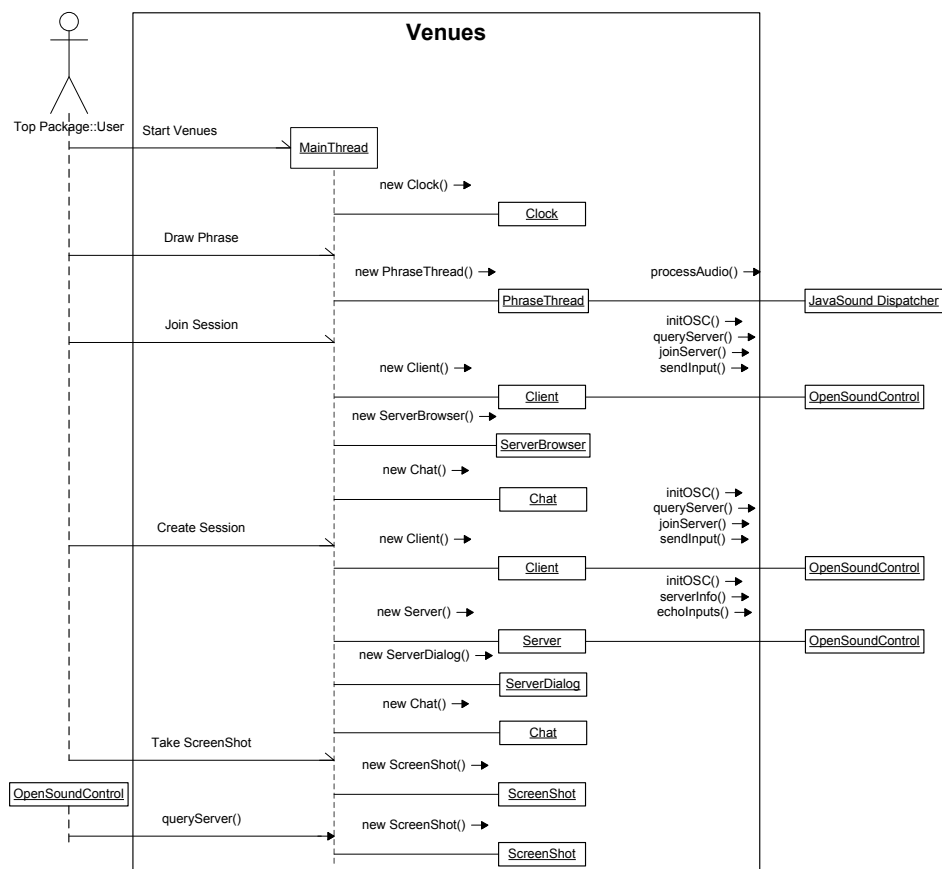 Venues
Top Package::User
Start Venues
MainThread
new Clock()
Clock
Draw Phrase
new PhraseThread()
processAudio()
PhraseThread
JavaSound Dispatcher
Join Session
initOSC()
queryServer()
joinServer()
sendInput()
new Client()
Client
OpenSoundControl
new ServerBrowser()
ServerBrowser
new Chat()
Chat
initOSC()
queryServer()
joinServer()
sendInput()
Create Session
new Client()
Client
OpenSoundControl
initOSC()
serverInfo()
echoInputs()
new Server()
Server
OpenSoundControl
new ServerDialog()
ServerDialog
new Chat()
Chat
Take ScreenShot
new ScreenShot()
ScreenShot
OpenSoundControl
queryServer()
new ScreenShot()
ScreenShot